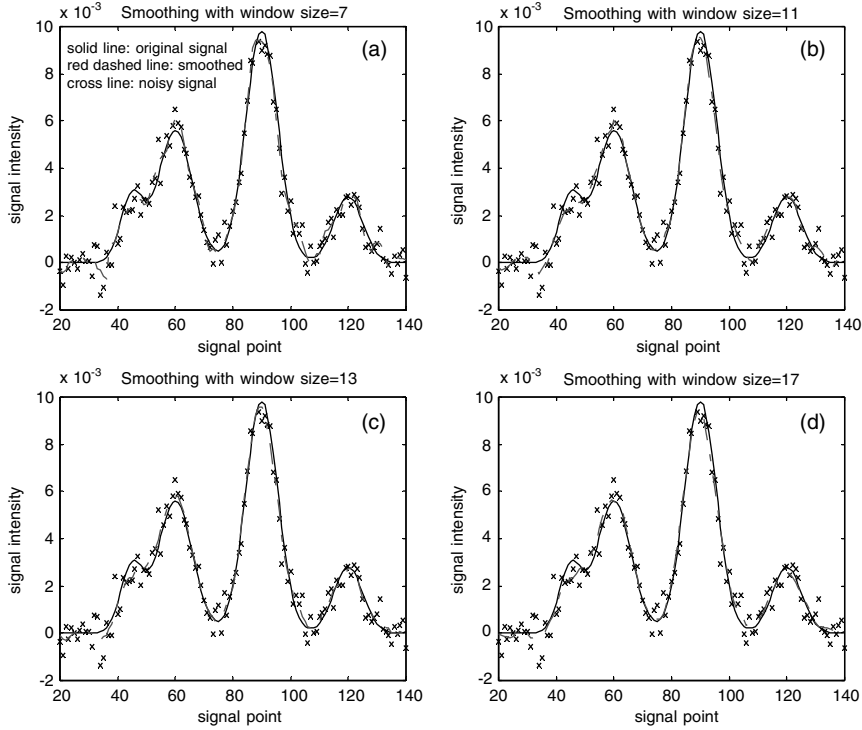 x 10-3
Smoothing with window size=7
10
8
6
4
2
0
-2
signal intensity
solid line: original signal
red dashed line: smoothed
cross line: noisy signal
(a)
20 40 60 80 100 120 140
signal point
x 10-3
Smoothing with window size=11
10
8
6
4
2
0
-2
signal intensity
(b)
20 40 60 80 100 120 140
signal point
x 10-3
Smoothing with window size=13
10
8
6
4
2
0
-2
signal intensity
(c)
20 40 60 80 100 120 140
signal point
x 10-3
Smoothing with window size=17
10
8
6
4
2
0
-2
signal intensity
(d)
20 40 60 80 100 120 140
signal point